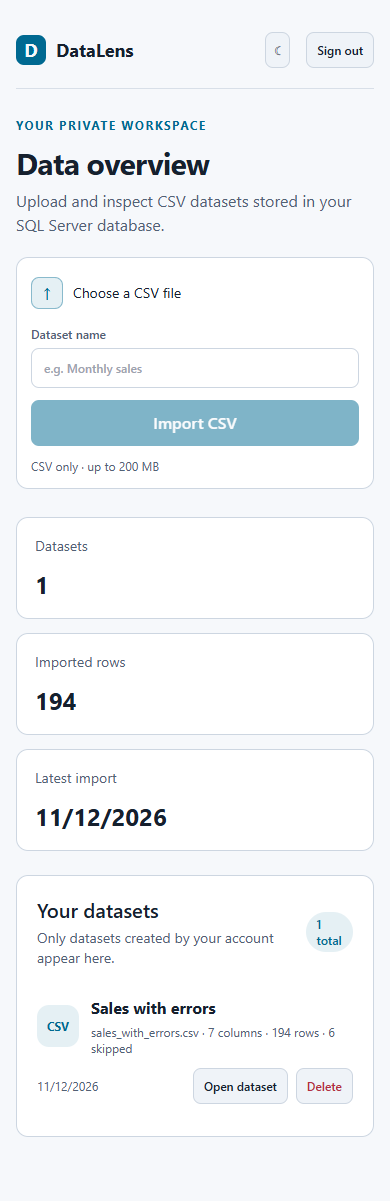 D DataLens
☾ Sign out
YOUR PRIVATE WORKSPACE
Data overview
Upload and inspect CSV datasets stored in your
SQL Server database.
↑ Choose a CSV file
Dataset name
e.g. Monthly sales
Import CSV
CSV only · up to 200 MB
Datasets
1
Imported rows
194
Latest import
11/12/2026
Your datasets
Only datasets created by your account
appear here.
1
total
CSV
Sales with errors
sales_with_errors.csv · 7 columns · 194 rows · 6
skipped
11/12/2026
Open dataset
Delete